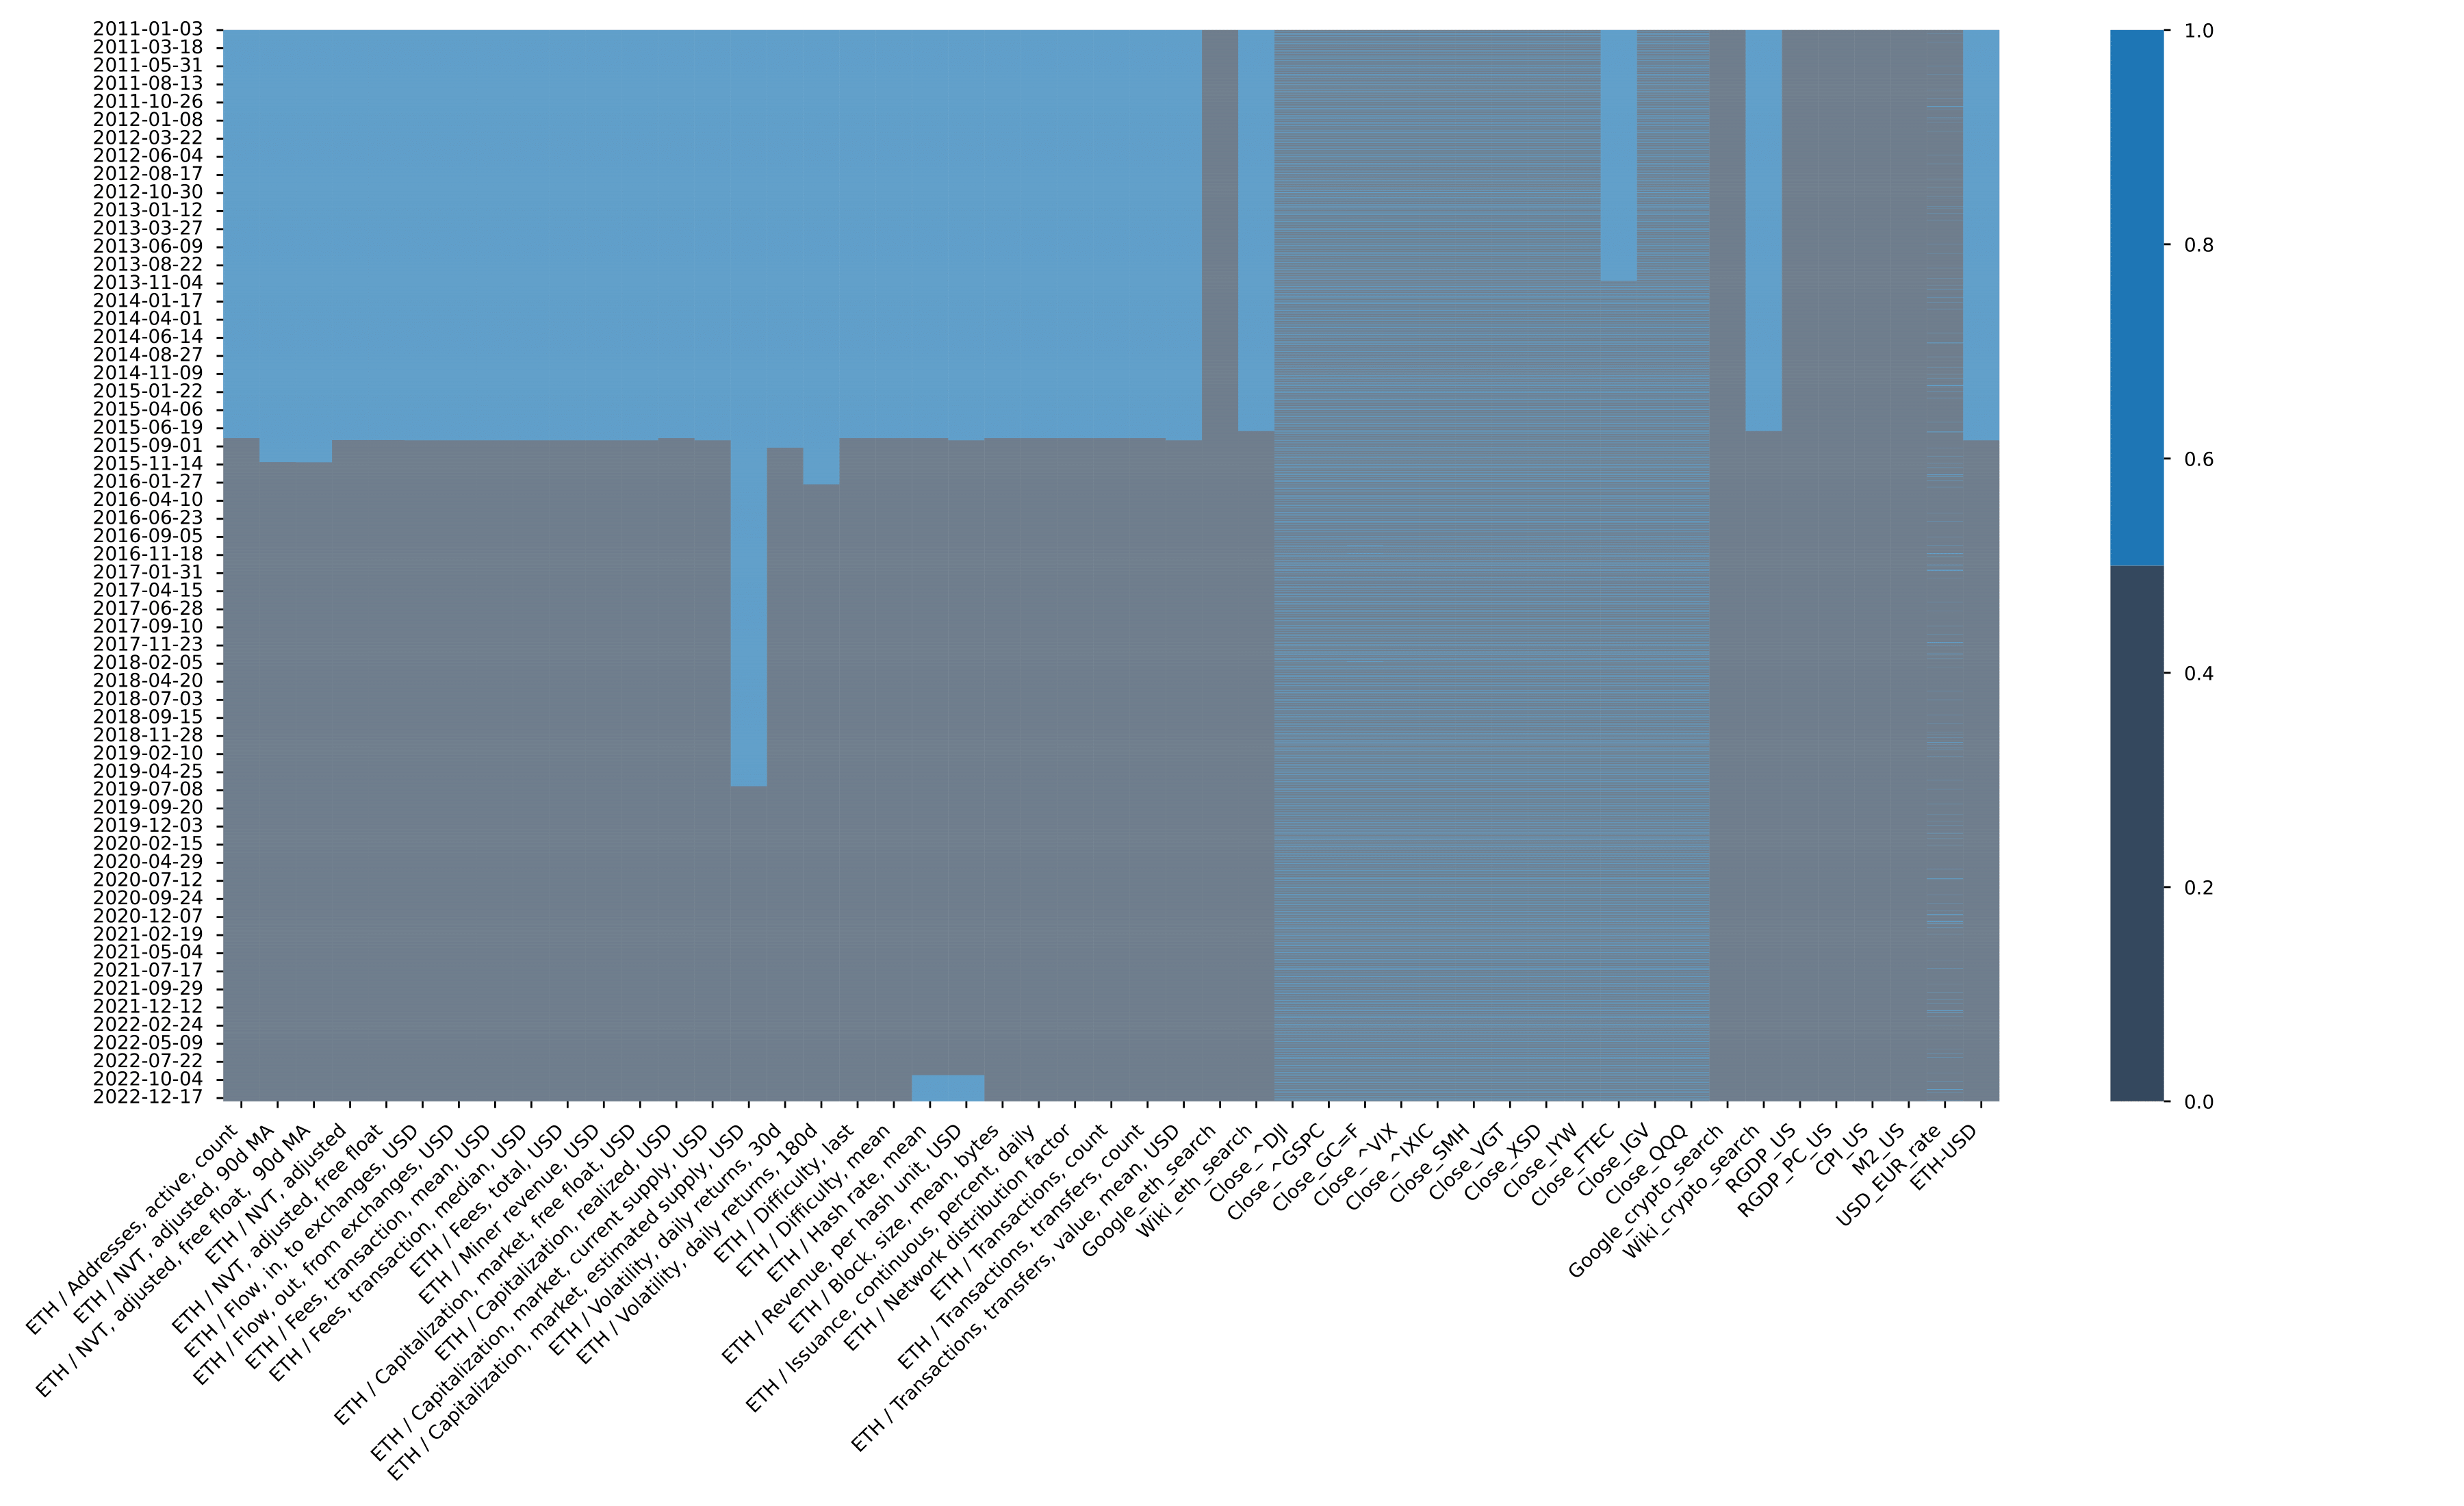 2011-01-03
2011-03-18
2011-05-31
2011-08-13
2011-10-26
2012-01-08
2012-03-22
2012-06-04
2012-08-17
2012-10-30
2013-01-12
2013-03-27
2013-06-09
2013-08-22
2013-11-04
2014-01-17
2014-04-01
2014-06-14
2014-08-27
2014-11-09
2015-01-22
2015-04-06
2015-06-19
2015-09-01
2015-11-14
2016-01-27
2016-04-10
2016-06-23
2016-09-05
2016-11-18
2017-01-31
2017-04-15
2017-06-28
2017-09-10
2017-11-23
2018-02-05
2018-04-20
2018-07-03
2018-09-15
2018-11-28
2019-02-10
2019-04-25
2019-07-08
2019-09-20
2019-12-03
2020-02-15
2020-04-29
2020-07-12
2020-09-24
2020-12-07
2021-02-19
2021-05-04
2021-07-17
2021-09-29
2021-12-12
2022-02-24
2022-05-09
2022-07-22
2022-10-04
2022-12-17
ETH / Addresses, active, count
ETH / NVT, adjusted, 90d MA
ETH / NVT, adjusted, free float,  90d MA
ETH / NVT, adjusted
ETH / NVT, adjusted, free float
ETH / Flow, in, to exchanges, USD
ETH / Flow, out, from exchanges, USD
ETH / Fees, transaction, mean, USD
ETH / Fees, transaction, median, USD
ETH / Fees, total, USD
ETH / Miner revenue, USD
ETH / Capitalization, market, free float, USD
ETH / Capitalization, realized, USD
ETH / Capitalization, market, current supply, USD
ETH / Capitalization, market, estimated supply, USD
ETH / Volatility, daily returns, 30d
ETH / Volatility, daily returns, 180d
ETH / Difficulty, last
ETH / Difficulty, mean
ETH / Hash rate, mean
ETH / Revenue, per hash unit, USD
ETH / Block, size, mean, bytes
ETH / Issuance, continuous, percent, daily
ETH / Network distribution factor
ETH / Transactions, count
ETH / Transactions, transfers, count
ETH / Transactions, transfers, value, mean, USD
Google_eth_search
Wiki_eth_search
Close_^DJI
Close_^GSPC
Close_GC=F
Close_^VIX
Close_^IXIC
Close_SMH
Close_VGT
Close_XSD
Close_IYW
Close_FTEC
Close_IGV
Close_QQQ
Google_crypto_search
Wiki_crypto_search
RGDP_US
RGDP_PC_US
CPI_US
M2_US
USD_EUR_rate
ETH-USD
1.0
0.8
0.6
0.4
0.2
0.0